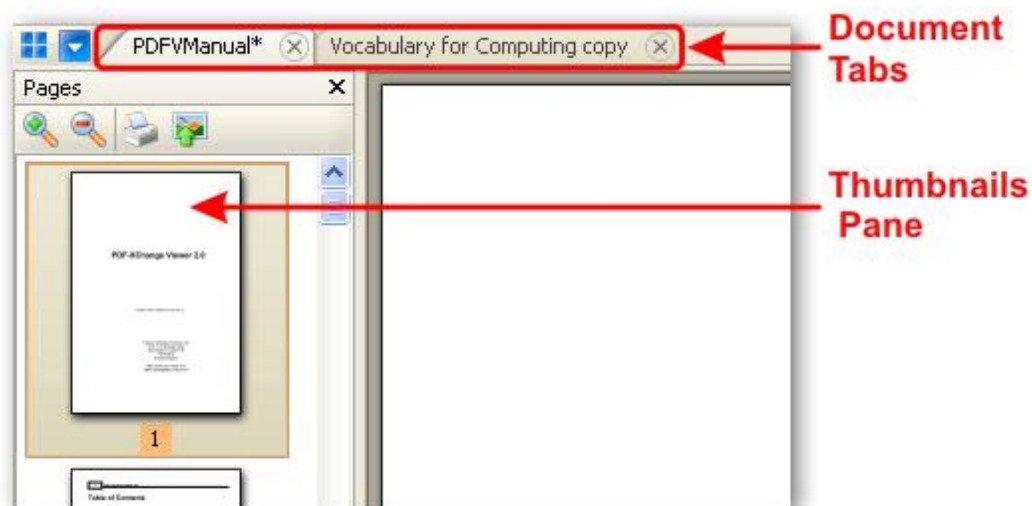 PDFVManual*
Vocabulary for Computing copy
Document
Tabs
Pages
Thumbnails
Pane
PDF-XChange Viewer 2.0
1
Table of Contents